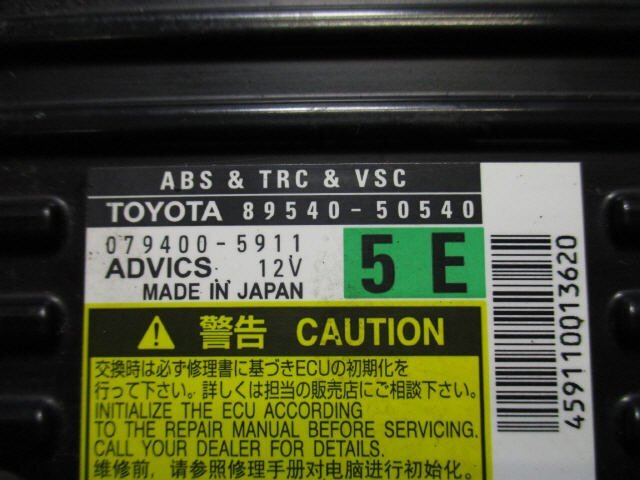 ABS & TRC & VSC
TOYOTA 89540-50540
079400-5911
ADVICS 12V
MADE IN JAPAN
5 E
459110013620
警告 CAUTION
交換時は必ず修理書に基づきECUの初期化を
行って下さい。詳しくは担当の販売店にご相談下さい。
INITIALIZE THE ECU ACCORDING
TO THE REPAIR MANUAL BEFORE SERVICING.
CALL YOUR DEALER FOR DETAILS.
维修前，请参照修理手册对电脑进行初始化。